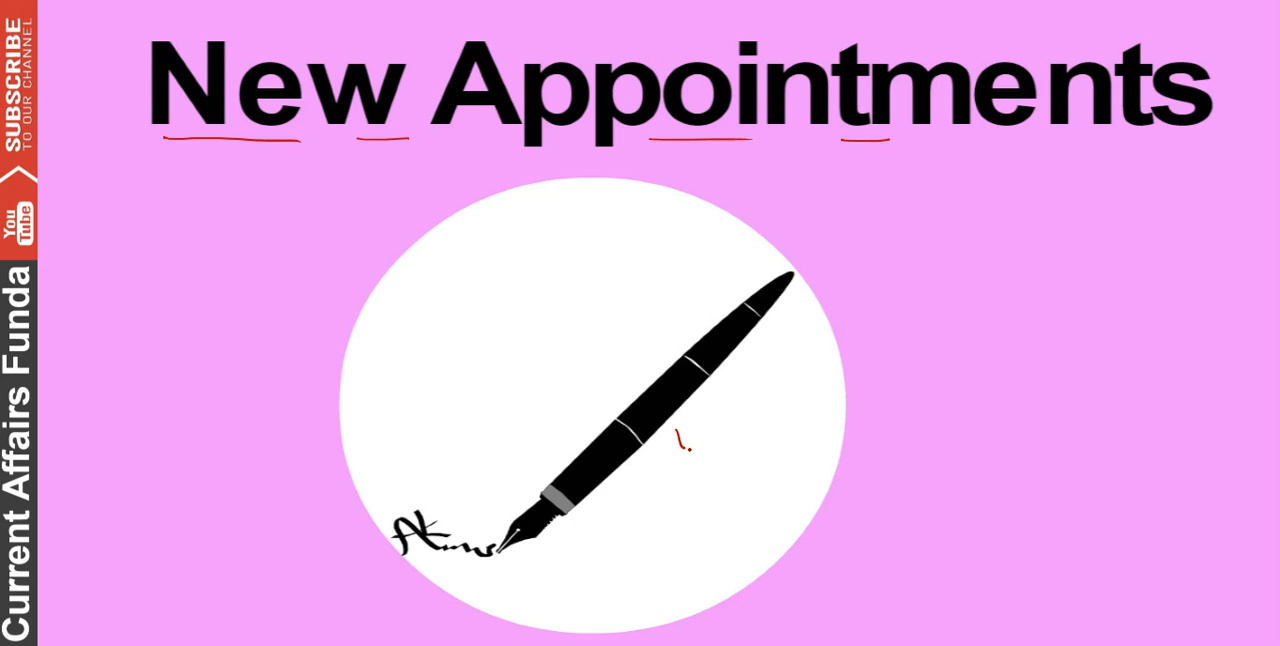 New Appointments
SUBSCRIBE
TO OUR CHANNEL
You
Tube
Current Affairs Funda